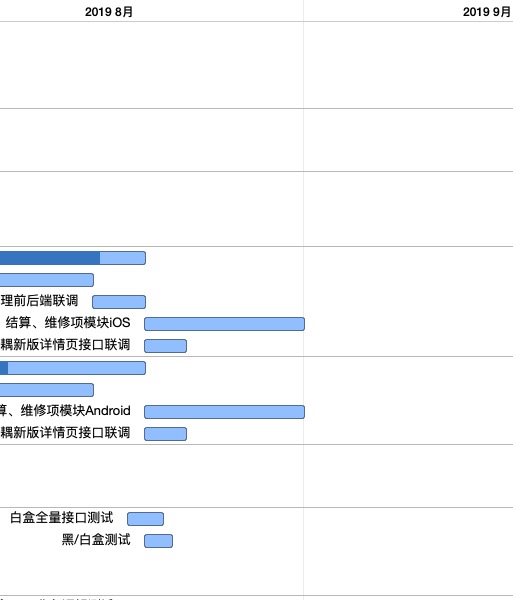 2019 8月
2019 9月
理前后端联调
结算、维修项模块iOS
耦新版详情页接口联调
算、维修项模块Android
耦新版详情页接口联调
白盒全量接口测试
黑/白盒测试